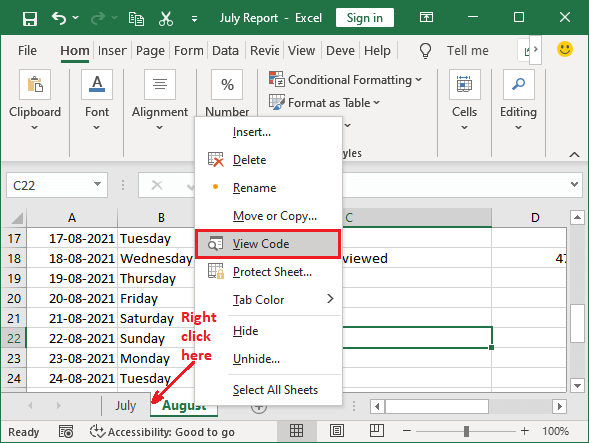 July Report - Excel
Sign in
File Hom Inser Page Form Data Revie View Deve Help Tell me
Clipboard
Font
Alignment
Number
Conditional Formatting
Format as Table
yles
Cells
Editing
C22
A B C D
17 17-08-2021 Tuesday
18 18-08-2021 Wednesday viewed 47
19 19-08-2021 Thursday
20 20-08-2021 Friday
21 21-08-2021 Saturday
22 22-08-2021 Sunday
23 23-08-2021 Monday
24 24-08-2021 Tuesday
Insert...
Delete
Rename
Move or Copy...
View Code
Protect Sheet...
Tab Color
Hide
Unhide...
Select All Sheets
Right
click
here
July August
Ready Accessibility: Good to go 100%